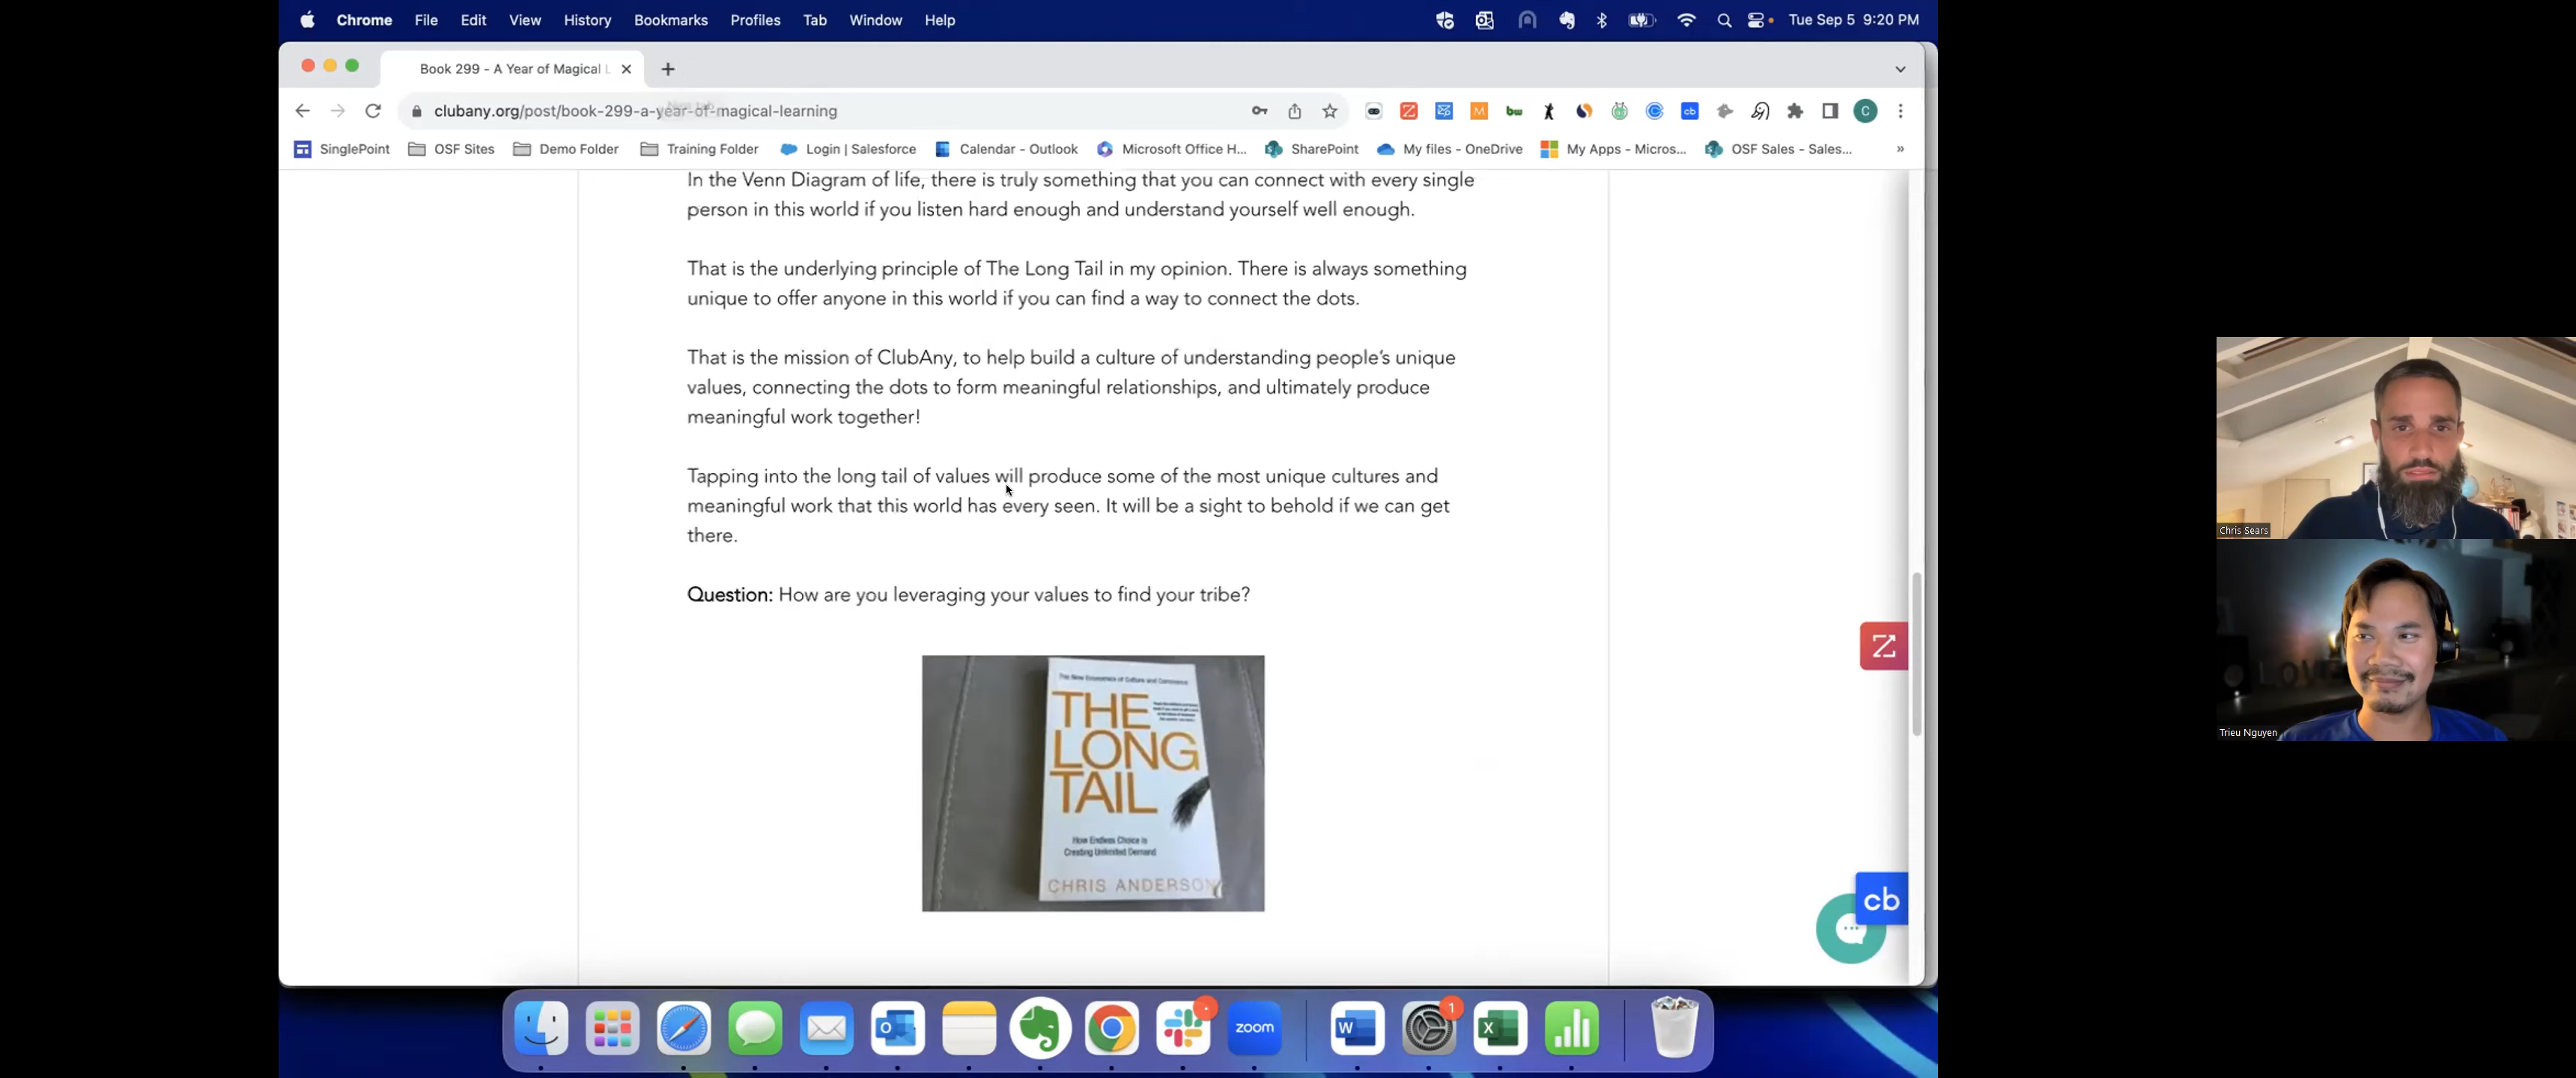 Chrome File Edit View History Bookmarks Profiles Tab Window Help
Tue Sep 5 9:20 PM
Book 299 - A Year of Magical L
clubany.org/post/book-299-a-year-of-magical-learning
SinglePoint OSF Sites Demo Folder Training Folder Login | Salesforce Calendar – Outlook Microsoft Office H... SharePoint My files - OneDrive My Apps - Micros... OSF Sales - Sales... »
In the Venn Diagram of life, there is truly something that you can connect with every single
person in this world if you listen hard enough and understand yourself well enough.
That is the underlying principle of The Long Tail in my opinion. There is always something
unique to offer anyone in this world if you can find a way to connect the dots.
That is the mission of ClubAny, to help build a culture of understanding people's unique
values, connecting the dots to form meaningful relationships, and ultimately produce
meaningful work together!
Tapping into the long tail of values will produce some of the most unique cultures and
meaningful work that this world has every seen. It will be a sight to behold if we can get
there.
Question: How are you leveraging your values to find your tribe?
The New Economics of Culture and Commerce
THE
LONG
TAIL
How Endless Choice is
Creating Unlimited Demand
CHRIS ANDERSON
cb
zoom
1
Chris Sears
LOVE
Trieu Nguyen